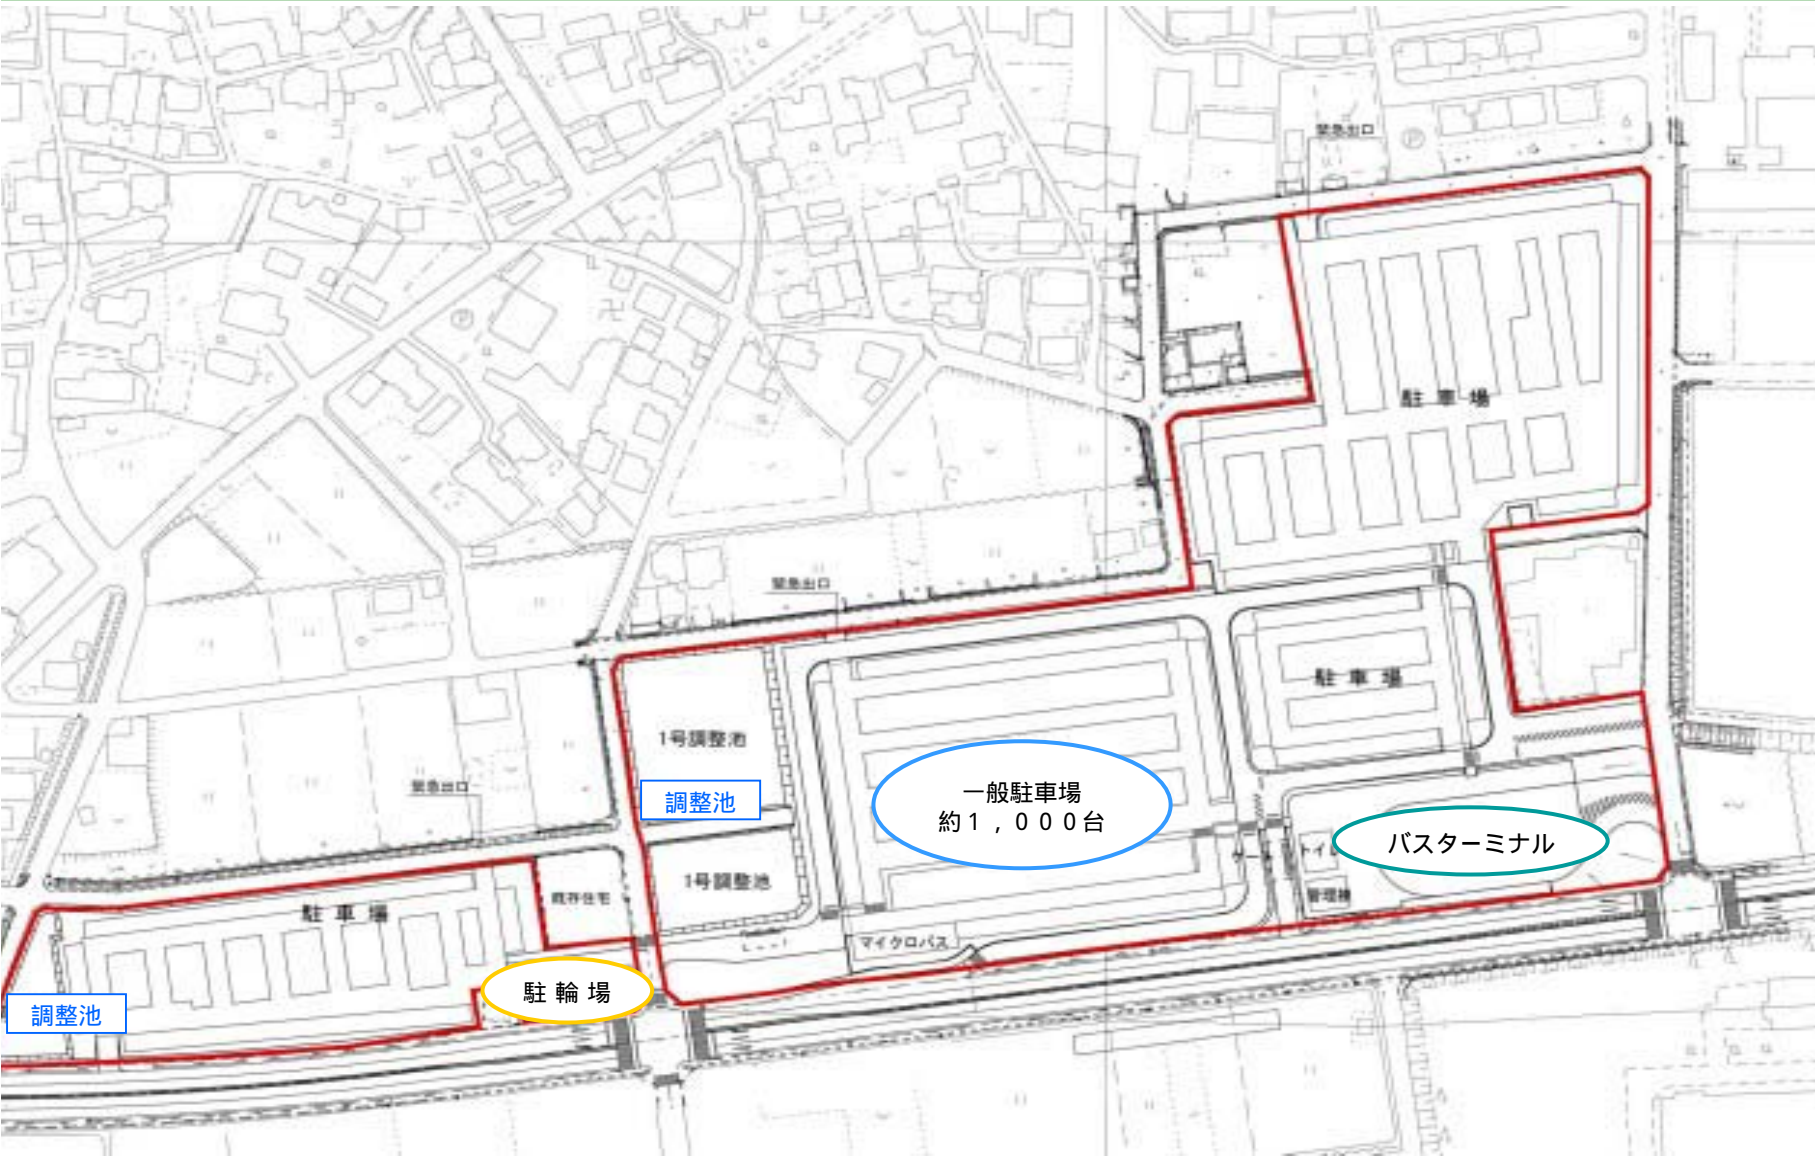 緊急出口
Ⓟ
Ⓟ
駐車場
緊急出口
駐車場
1号調整池
調整池
一般駐車場
約１，０００台
緊急出口
バスターミナル
1号調整池
既存住宅
管理棟
駐車場
マイクロバス
駐輪場
調整池